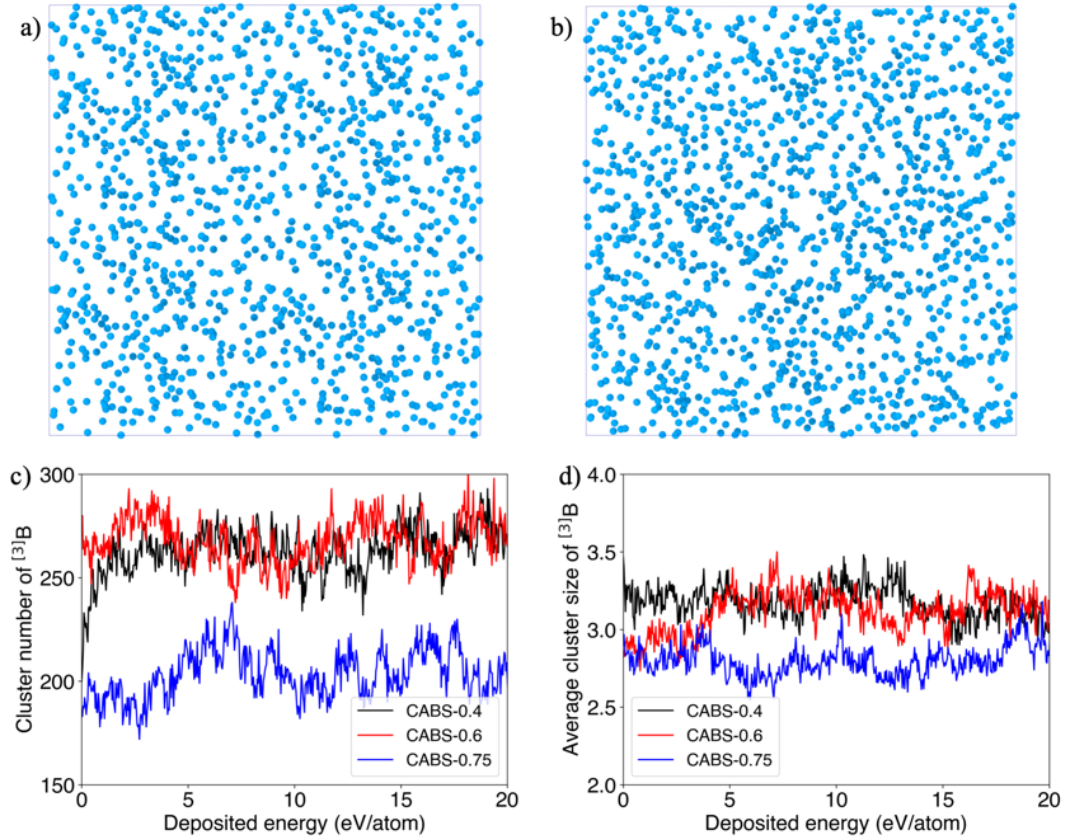 a)
b)
c)
Cluster number of [3]B
300
250
200
150
0
5
10
15
20
Deposited energy (eV/atom)
CABS-0.4
CABS-0.6
CABS-0.75
d)
Average cluster size of [3]B
4.0
3.5
3.0
2.5
2.0
0
5
10
15
20
Deposited energy (eV/atom)
CABS-0.4
CABS-0.6
CABS-0.75